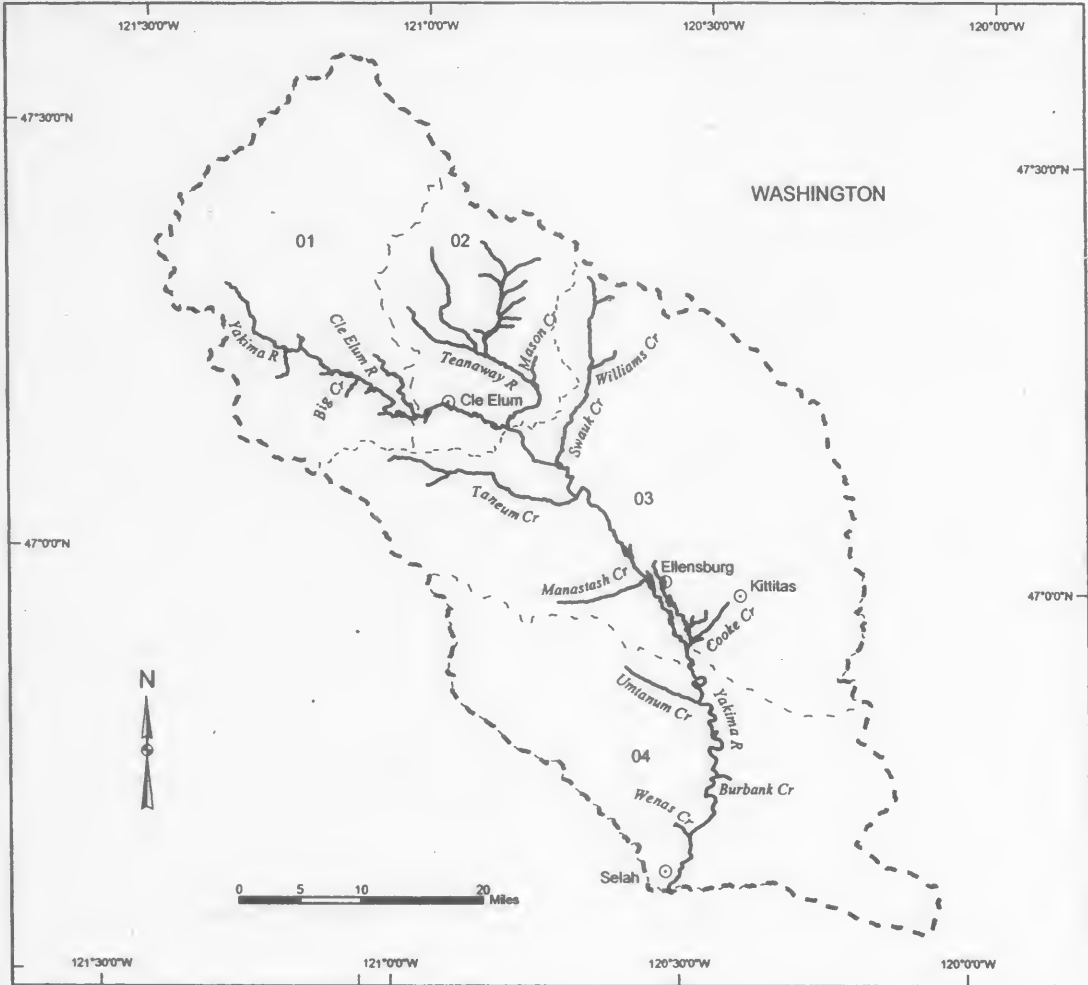 121°30'0"W
121°0'0"W
120°30'0"W
120°0'0"W
47°30'0"N
47°30'0"N
WASHINGTON
01
02
Yakima R
Cle Elum R
Big Cr
Teanaway R
Mason Cr
Williams Cr
Cle Elum
Swauk Cr
Taneum Cr
03
47°0'0"N
47°0'0"N
Manastash Cr
Ellensburg
Kittitas
Cooke Cr
N
Umtanum Cr
Yakima R
04
Burbank Cr
Wenas Cr
Selah
0 5 10 20
Miles
121°30'0"W
121°0'0"W
120°30'0"W
120°0'0"W